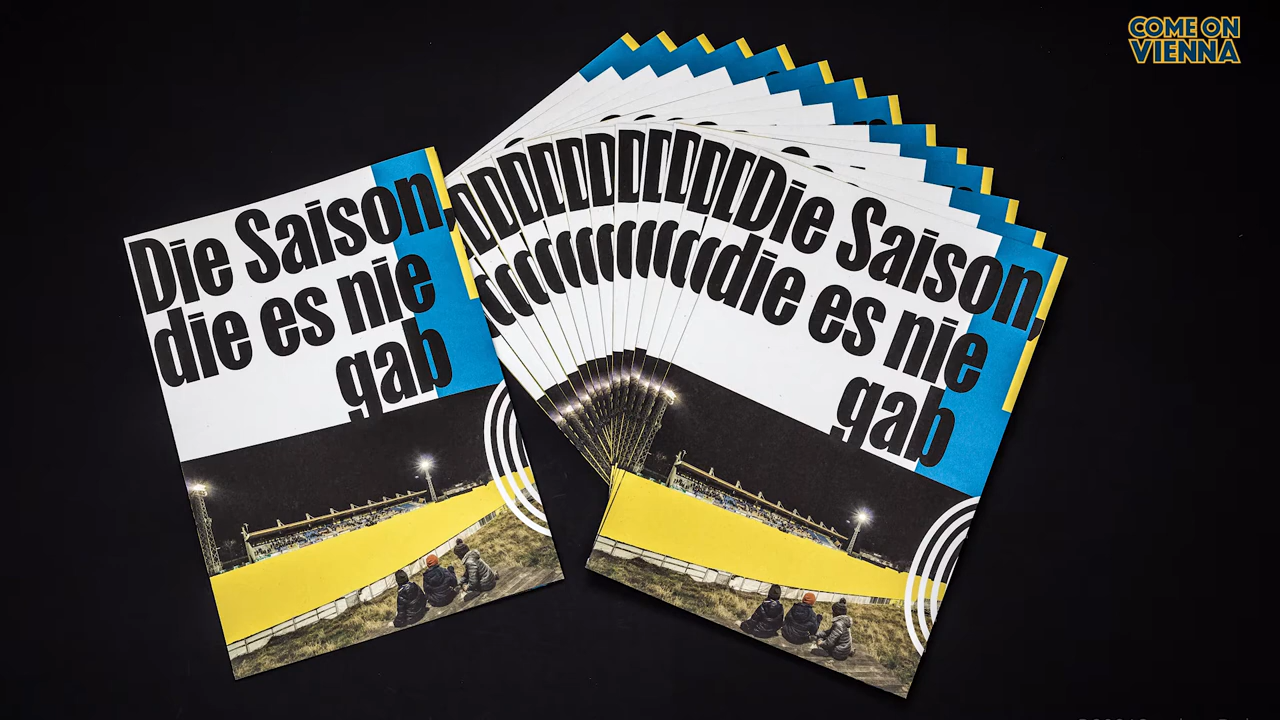 COME ON
VIENNA
Die Saison,
die es nie
gab
Die Saison,
die es nie
gab